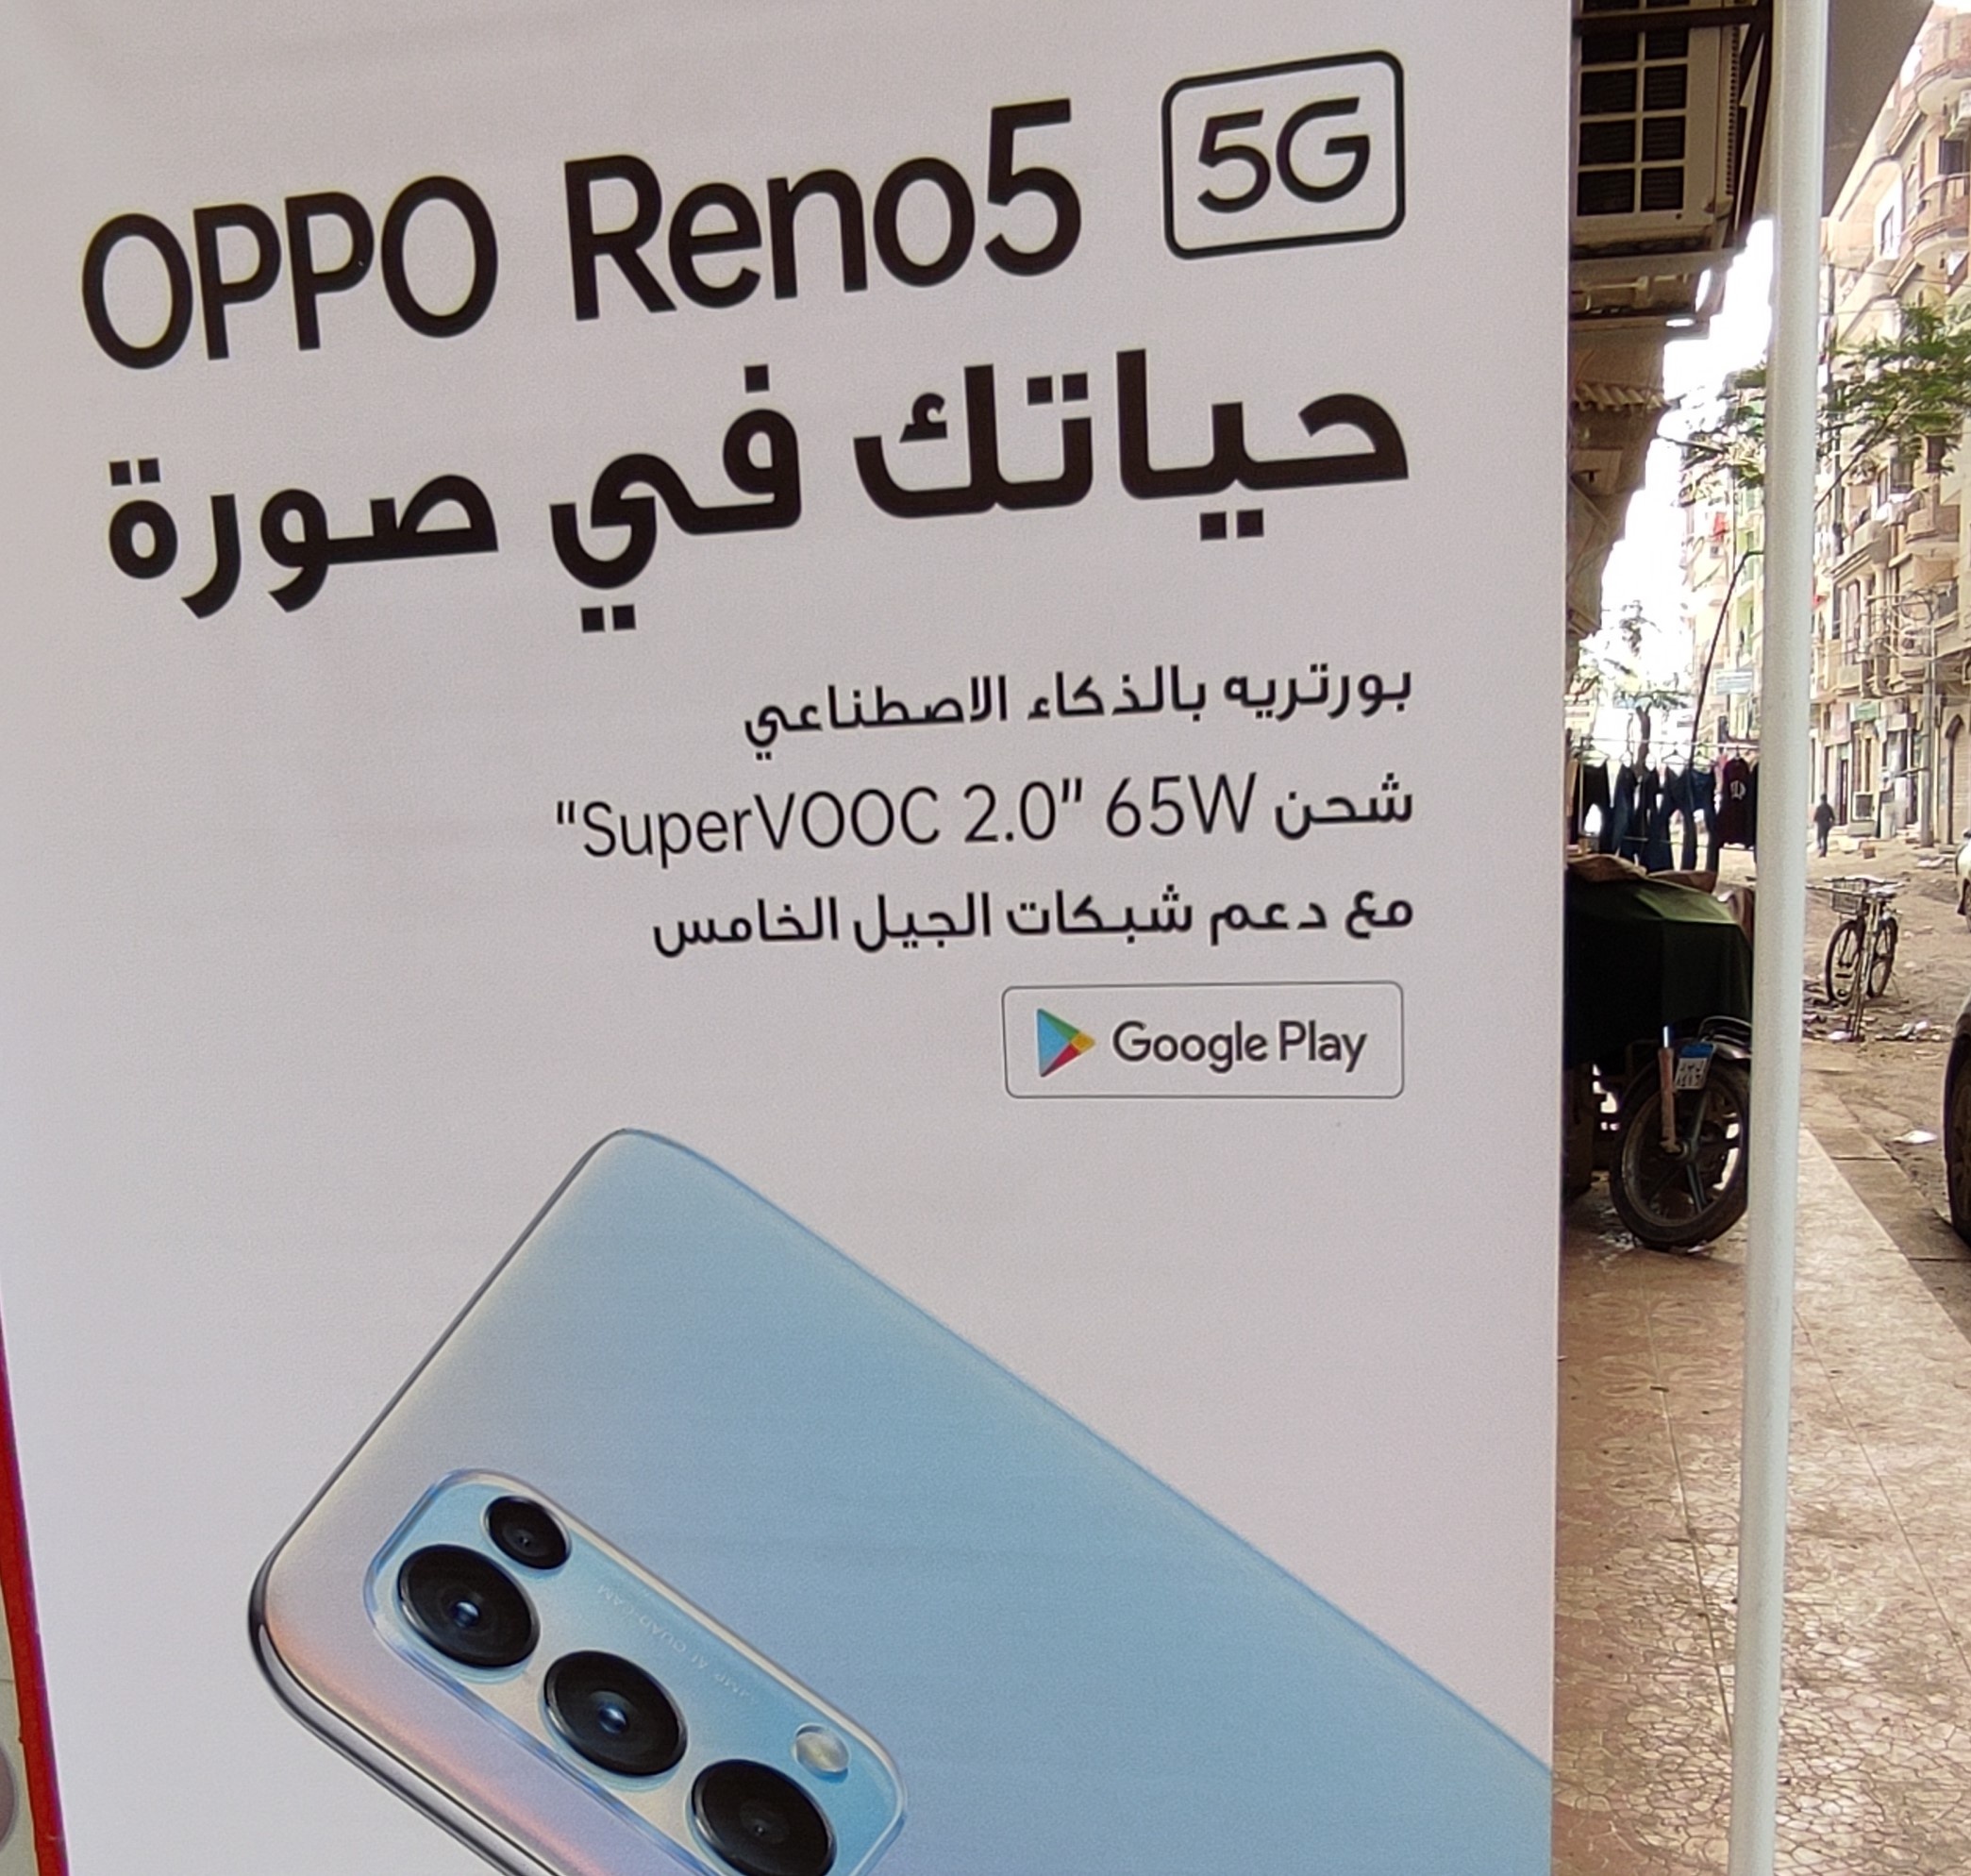 OPPO Reno5 5G
حياتك في صورة
بورتريه بالذكاء الاصطناعي
شحن 65W "SuperVOOC 2.0"
مع دعم شبكات الجيل الخامس
Google Play